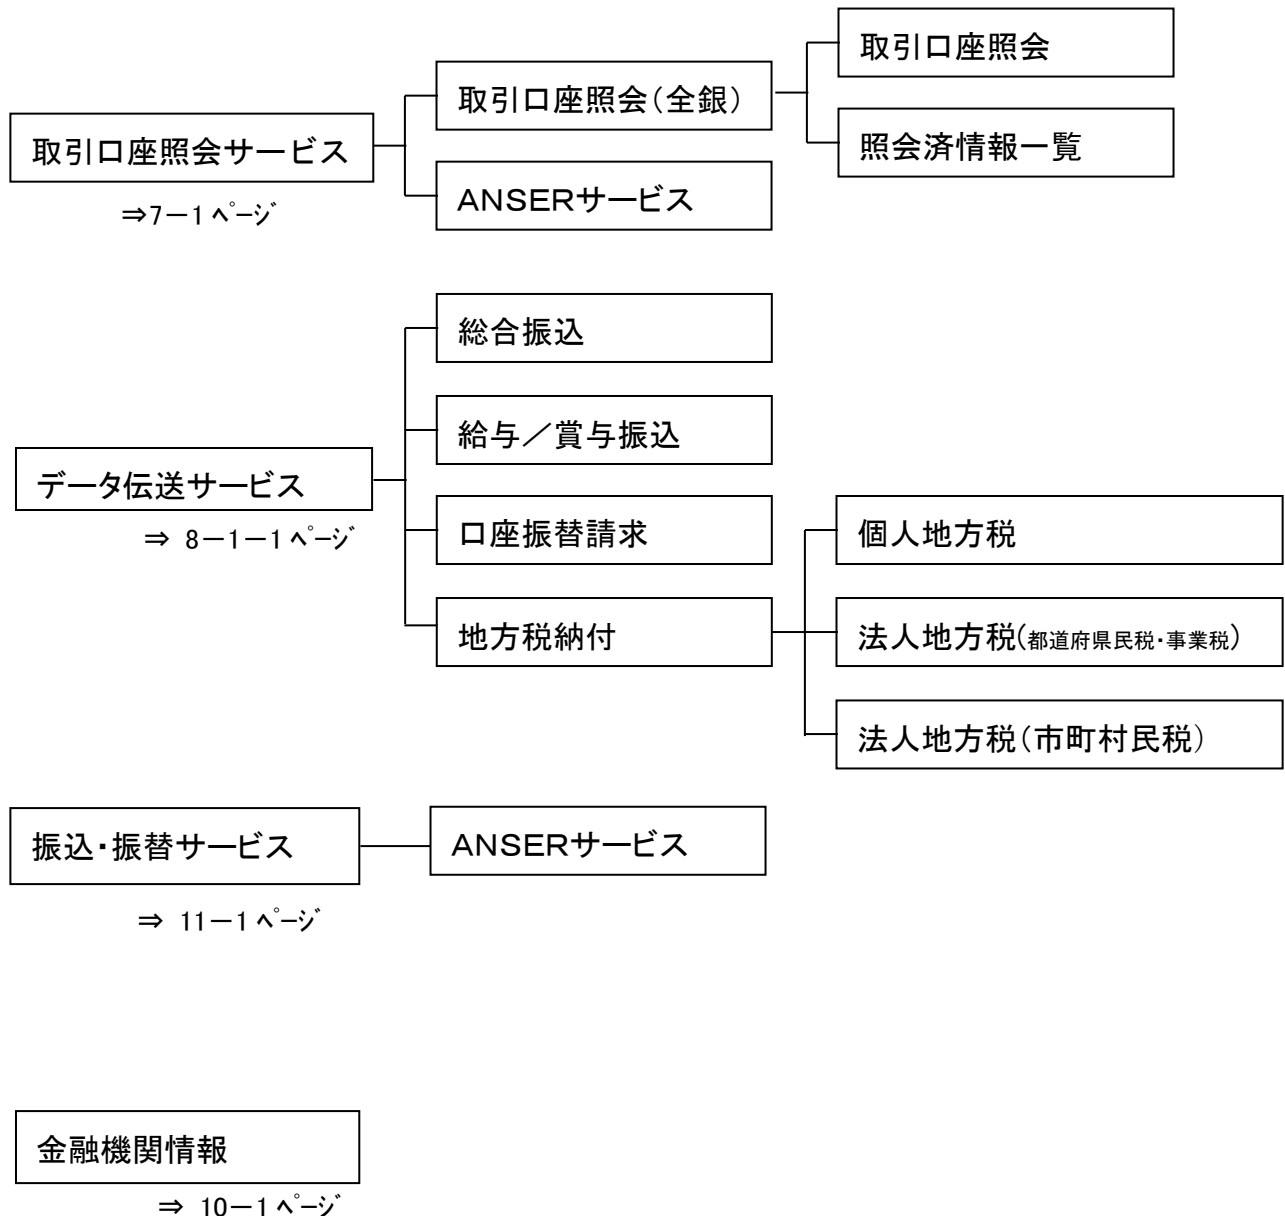 取引口座照会サービス
⇒7－1 ﾍﾟｰｼﾞ
取引口座照会（全銀）
ANSERサービス
取引口座照会
照会済情報一覧
データ伝送サービス
⇒ 8－1－1 ﾍﾟｰｼﾞ
総合振込
給与／賞与振込
口座振替請求
地方税納付
個人地方税
法人地方税（都道府県民税・事業税）
法人地方税（市町村民税）
振込・振替サービス
⇒ 11－1 ﾍﾟｰｼﾞ
ANSERサービス
金融機関情報
⇒ 10－1 ﾍﾟｰｼﾞ